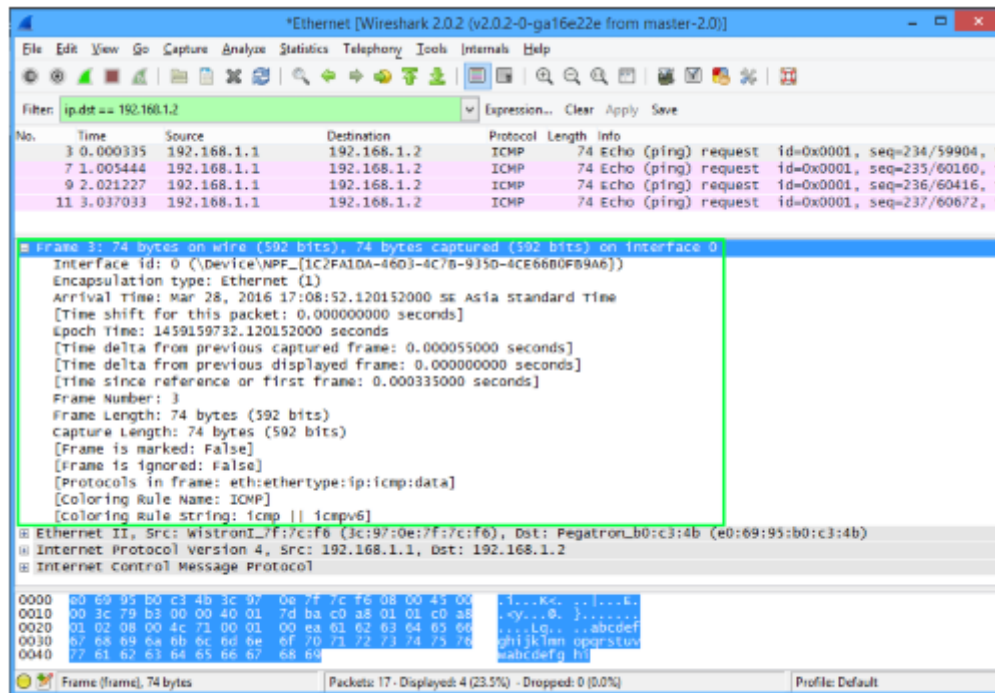 *Ethernet [Wireshark 2.0.2 (v2.0.2-0-ga16e22e from master-2.0)]
File Edit View Go Capture Analyze Statistics Telephony Tools Internals Help
Filter: ip.dst == 192.168.1.2 Expression... Clear Apply Save
No. Time Source Destination Protocol Length Info
3 0.000335 192.168.1.1 192.168.1.2 ICMP 74 Echo (ping) request id=0x0001, seq=234/59904,
7 1.005444 192.168.1.1 192.168.1.2 ICMP 74 Echo (ping) request id=0x0001, seq=235/60160,
9 2.021227 192.168.1.1 192.168.1.2 ICMP 74 Echo (ping) request id=0x0001, seq=236/60416,
11 3.037033 192.168.1.1 192.168.1.2 ICMP 74 Echo (ping) request id=0x0001, seq=237/60672,
Frame 3: 74 bytes on wire (592 bits), 74 bytes captured (592 bits) on interface 0
Interface id: 0 (\Device\NPF_{1C2FA1DA-46D3-4C7B-935D-4CE66B0FB9A6})
Encapsulation type: Ethernet (1)
Arrival Time: Mar 28, 2016 17:08:52.120152000 SE Asia Standard Time
[Time shift for this packet: 0.000000000 seconds]
Epoch Time: 1459159732.120152000 seconds
[Time delta from previous captured frame: 0.000055000 seconds]
[Time delta from previous displayed frame: 0.000000000 seconds]
[Time since reference or first frame: 0.000335000 seconds]
Frame Number: 3
Frame Length: 74 bytes (592 bits)
Capture Length: 74 bytes (592 bits)
[Frame is marked: False]
[Frame is ignored: False]
[Protocols in frame: eth:ethertype:ip:icmp:data]
[Coloring Rule Name: ICMP]
[Coloring Rule String: icmp || icmpv6]
Ethernet II, Src: WistronI_7f:7c:f6 (3c:97:0e:7f:7c:f6), Dst: Pegatron_b0:c3:4b (e0:69:95:b0:c3:4b)
Internet Protocol Version 4, Src: 192.168.1.1, Dst: 192.168.1.2
Internet Control Message Protocol
0000 e0 69 95 b0 c3 4b 3c 97 0e 7f 7c f6 08 00 45 00 .i...K<. ..|...E.
0010 00 3c 79 b3 00 00 40 01 7d ba c0 a8 01 01 c0 a8 .<y...@. }.......
0020 01 02 08 00 4c 71 00 01 00 ea 61 62 63 64 65 66 ....Lq.. ..abcdef
0030 67 68 69 6a 6b 6c 6d 6e 6f 70 71 72 73 74 75 76 ghijklmn opqrstuv
0040 77 61 62 63 64 65 66 67 68 69 wabcdefg hi
Frame (frame), 74 bytes Packets: 17 · Displayed: 4 (23.5%) · Dropped: 0 (0.0%) Profile: Default